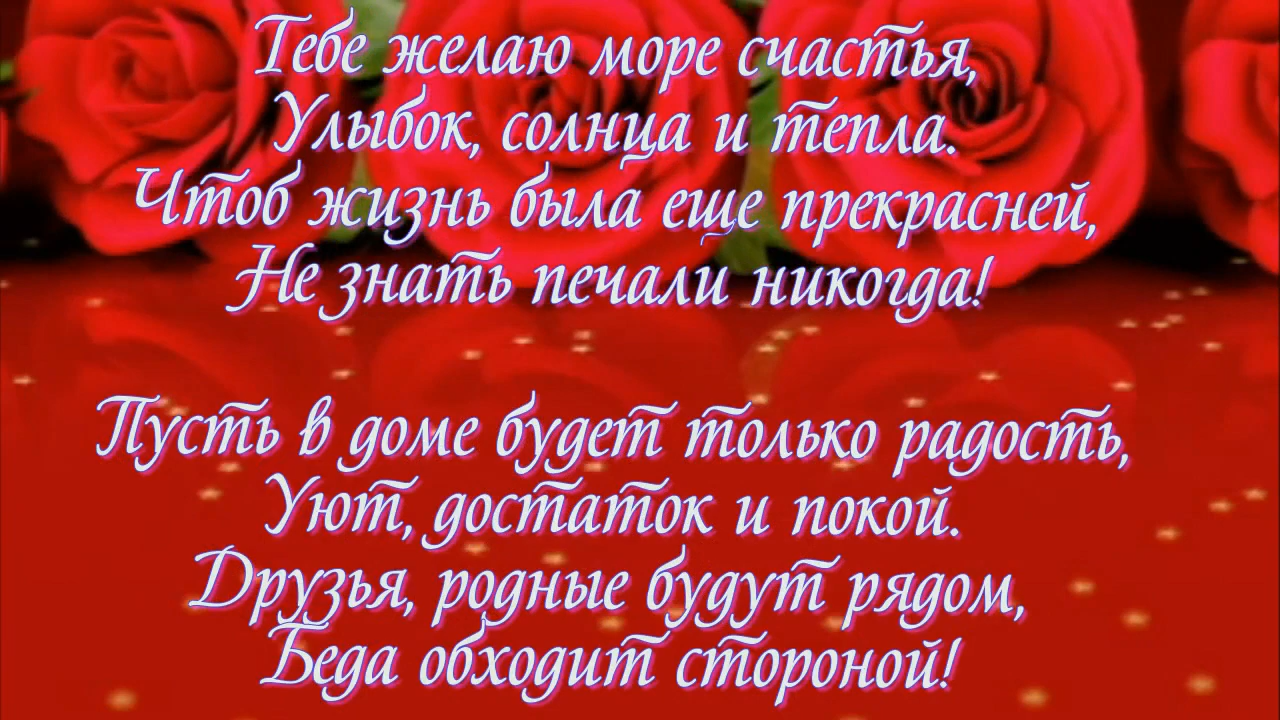 Тебе желаю море счастья,
Улыбок, солнца и тепла.
Чтоб жизнь была еще прекрасней,
Не знать печали никогда!
Пусть в доме будет только радость,
Уют, достаток и покой.
Друзья, родные будут рядом,
Беда обходит стороной!